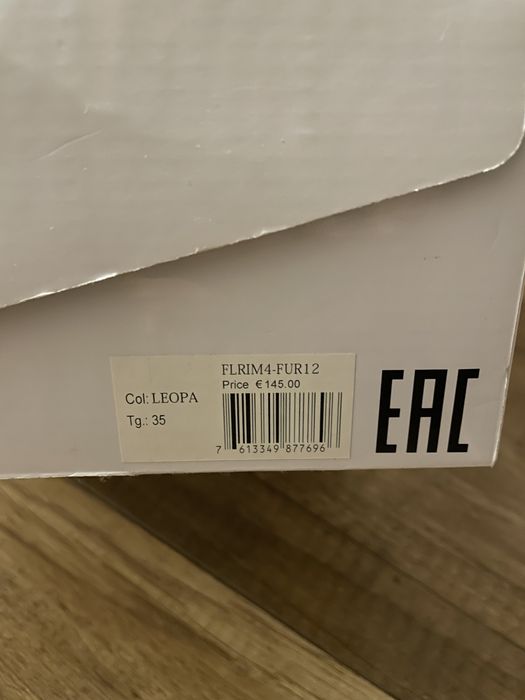 FLRIM4-FUR12
Price €145.00
Col: LEOPA
Tg.: 35
7 613349 877696
EAC